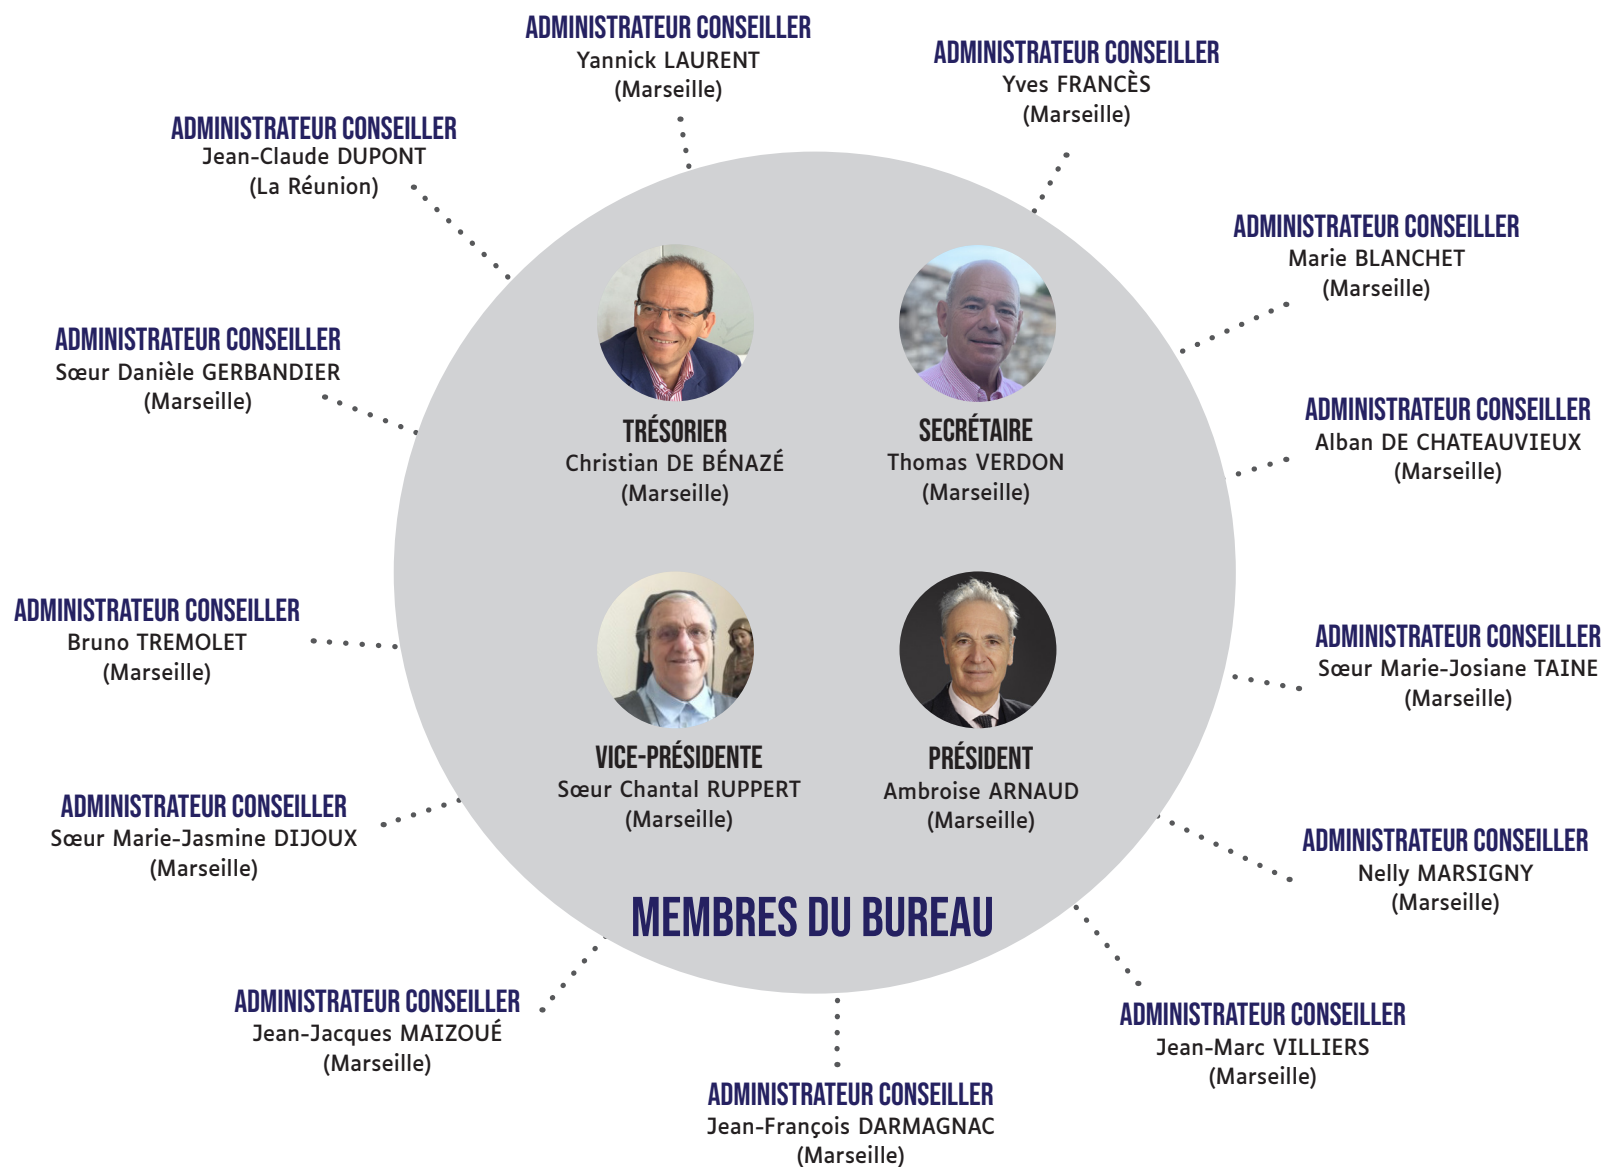 ADMINISTRATEUR CONSEILLER
Yannick LAURENT
(Marseille)
ADMINISTRATEUR CONSEILLER
Yves FRANCÈS
(Marseille)
ADMINISTRATEUR CONSEILLER
Jean-Claude DUPONT
(La Réunion)
ADMINISTRATEUR CONSEILLER
Marie BLANCHET
(Marseille)
ADMINISTRATEUR CONSEILLER
Sœur Danièle GERBANDIER
(Marseille)
ADMINISTRATEUR CONSEILLER
Alban DE CHATEAUVIEUX
(Marseille)
TRÉSORIER
Christian DE BÉNAZÉ
(Marseille)
SECRÉTAIRE
Thomas VERDON
(Marseille)
ADMINISTRATEUR CONSEILLER
Bruno TREMOLET
(Marseille)
ADMINISTRATEUR CONSEILLER
Sœur Marie-Josiane TAINE
(Marseille)
VICE-PRÉSIDENTE
Sœur Chantal RUPPERT
(Marseille)
PRÉSIDENT
Ambroise ARNAUD
(Marseille)
ADMINISTRATEUR CONSEILLER
Sœur Marie-Jasmine DIJOUX
(Marseille)
ADMINISTRATEUR CONSEILLER
Nelly MARSIGNY
(Marseille)
MEMBRES DU BUREAU
ADMINISTRATEUR CONSEILLER
Jean-Jacques MAIZOUÉ
(Marseille)
ADMINISTRATEUR CONSEILLER
Jean-Marc VILLIERS
(Marseille)
ADMINISTRATEUR CONSEILLER
Jean-François DARMAGNAC
(Marseille)